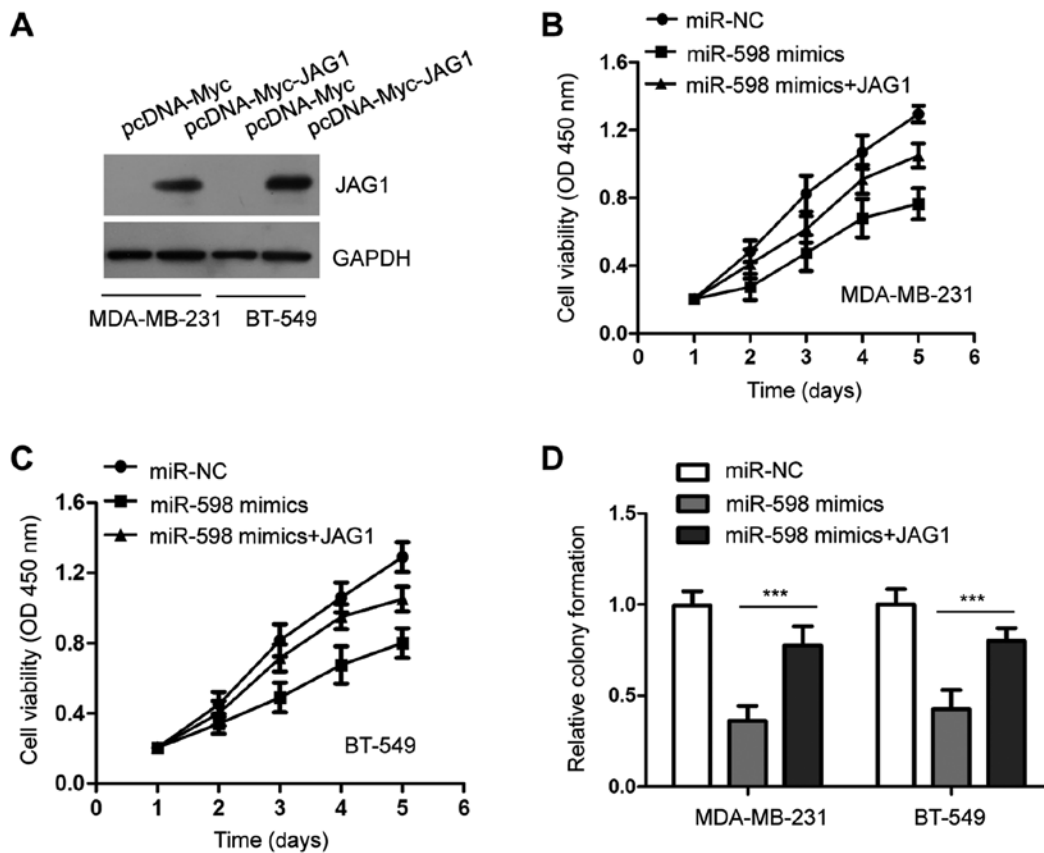 A
pcDNA-Myc
pcDNA-Myc-JAG1
pcDNA-Myc
pcDNA-Myc-JAG1
JAG1
GAPDH
MDA-MB-231
BT-549
B
miR-NC
miR-598 mimics
miR-598 mimics+JAG1
Cell viability (OD 450 nm)
1.2
0.8
0.4
0.0
MDA-MB-231
0 1 2 3 4 5 6
Time (days)
C
miR-NC
miR-598 mimics
miR-598 mimics+JAG1
Cell viability (OD 450 nm)
1.6
1.2
0.8
0.4
0.0
BT-549
0 1 2 3 4 5 6
Time (days)
D
miR-NC
miR-598 mimics
miR-598 mimics+JAG1
Relative colony formation
1.5
1.0
0.5
0.0
***
***
MDA-MB-231
BT-549